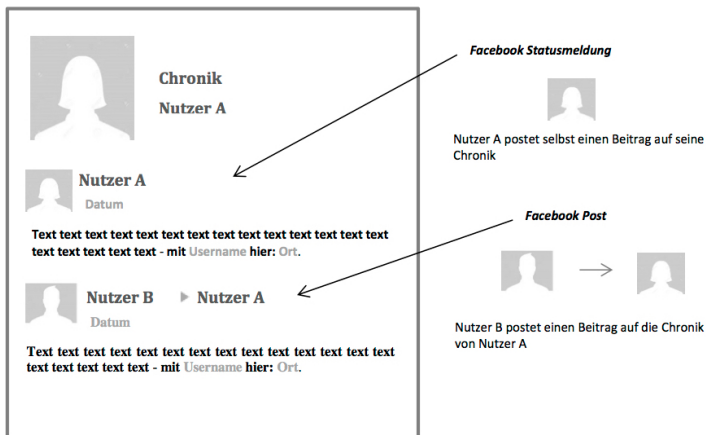 Chronik
Nutzer A
Nutzer A
Datum
Text text text text text text text text text text text text text text
text text text text text - mit Username hier: Ort.
Nutzer B ▶ Nutzer A
Datum
Text text text text text text text text text text text text text text
text text text text text - mit Username hier: Ort.
Facebook Statusmeldung
Nutzer A postet selbst einen Beitrag auf seine
Chronik
Facebook Post
Nutzer B postet einen Beitrag auf die Chronik
von Nutzer A